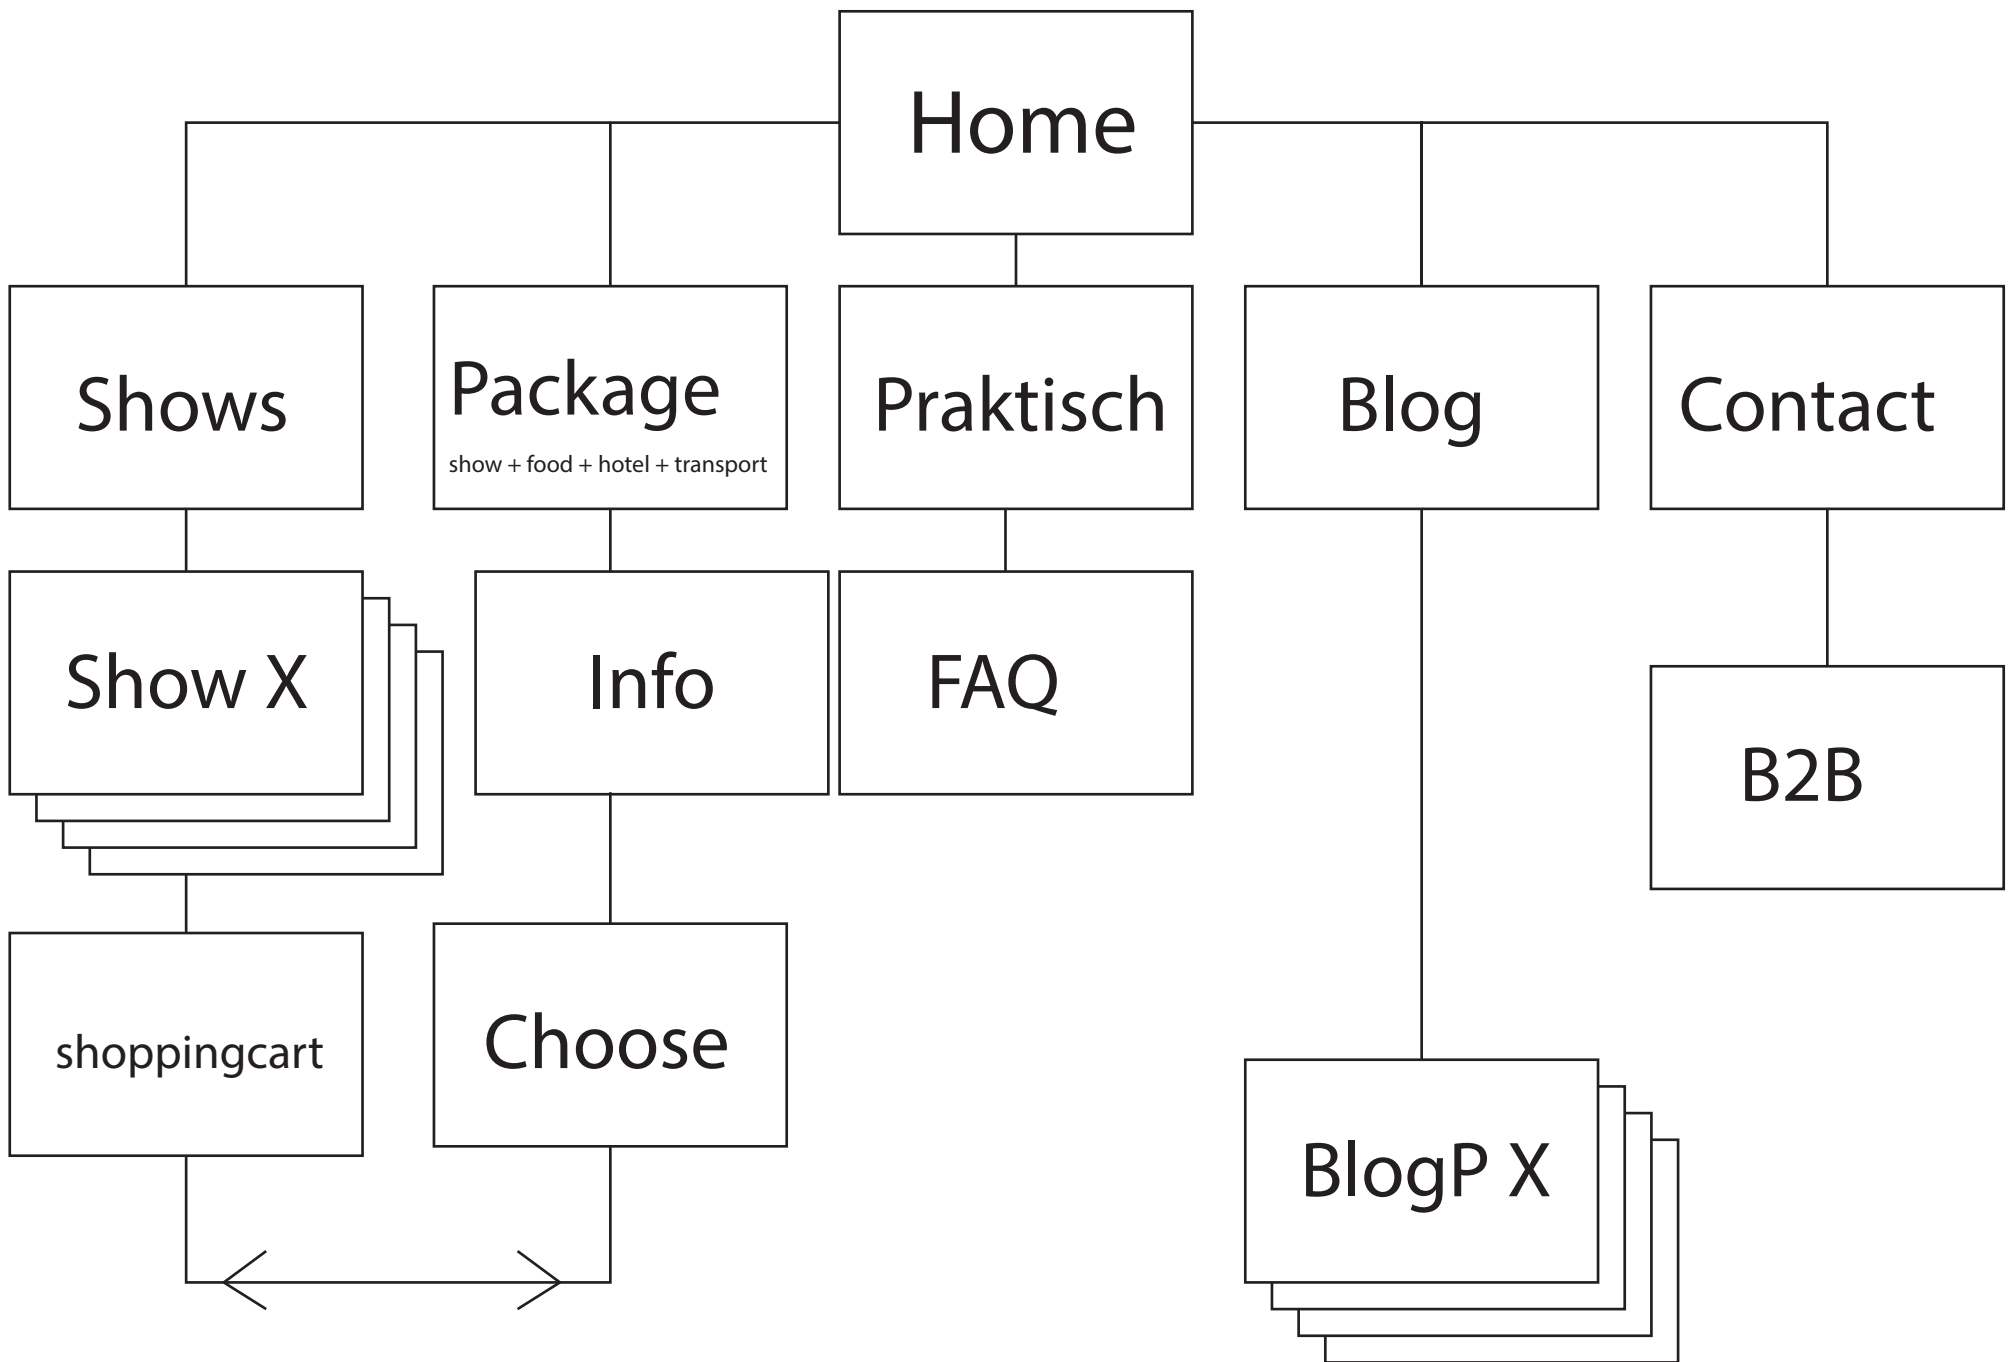 Home
Shows
Package
show + food + hotel + transport
Praktisch
Blog
Contact
Show X
Info
FAQ
B2B
shoppingcart
Choose
BlogP X